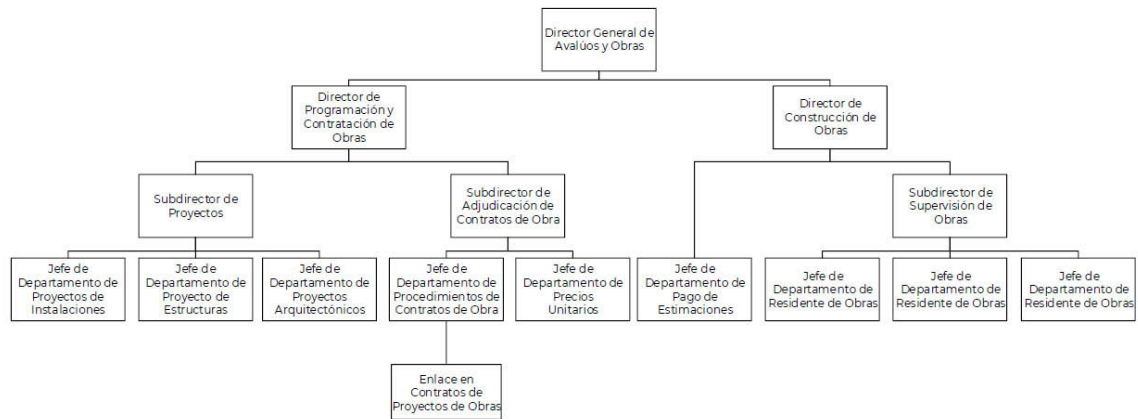 Director General de
Avalúos y Obras
Director de
Programación y
Contratación de
Obras
Director de
Construcción de
Obras
Subdirector de
Proyectos
Subdirector de
Adjudicación de
Contratos de Obra
Subdirector de
Supervisión de
Obras
Jefe de
Departamento de
Proyectos de
Instalaciones
Jefe de
Departamento de
Proyecto de
Estructuras
Jefe de
Departamento de
Proyectos
Arquitectónicos
Jefe de
Departamento de
Procedimientos de
Contratos de Obra
Jefe de
Departamento de
Precios
Unitarios
Jefe de
Departamento de
Pago de
Estimaciones
Jefe de
Departamento de
Residente de Obras
Jefe de
Departamento de
Residente de Obras
Jefe de
Departamento de
Residente de Obras
Enlace en
Contratos de
Proyectos de Obras